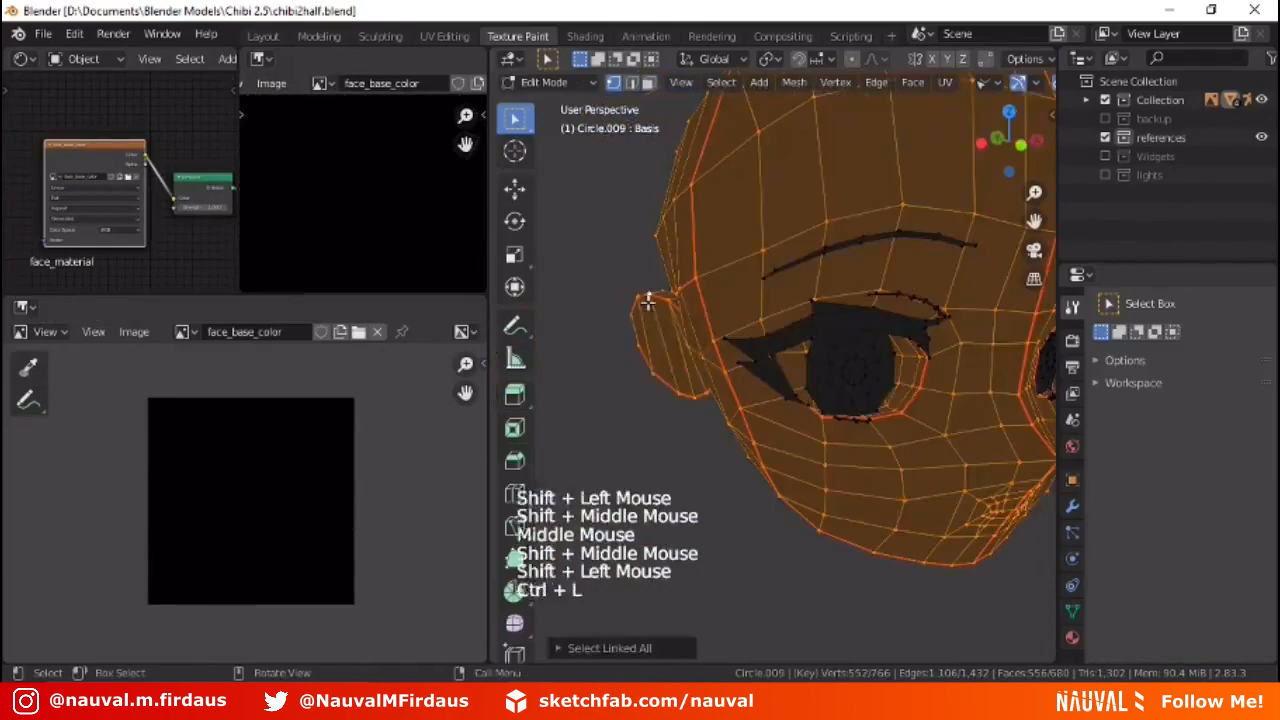 Blender [D:\Documents\Blender Models\Chibi 2.5\chibi2half.blend]
File Edit Render Window Help
Layout Modeling Sculpting UV Editing Texture Paint Shading Animation Rendering Compositing Scripting
Scene
View Layer
Object View Select Add
Image face_base_color
Global
Options
Edit Mode View Select Add Mesh Vertex Edge Face UV
User Perspective
(1) Circle.009 : Basis
Scene Collection
Collection
backup
references
Widgets
lights
face_material
View View Image face_base_color
Select Box
Options
Workspace
Shift + Left Mouse
Shift + Middle Mouse
Middle Mouse
Shift + Middle Mouse
Shift + Left Mouse
Ctrl + L
Select Linked All
Select Box Select Rotate View Call Menu
Circle.009 | (Key) Verts:552/766 | Edges:1,106/1,432 | Faces:556/680 | Tris:1,302 | Mem: 90.4 MiB | 2.83.3
@nauval.m.firdaus @NauvalMFirdaus sketchfab.com/nauval NAUVAL Follow Me!